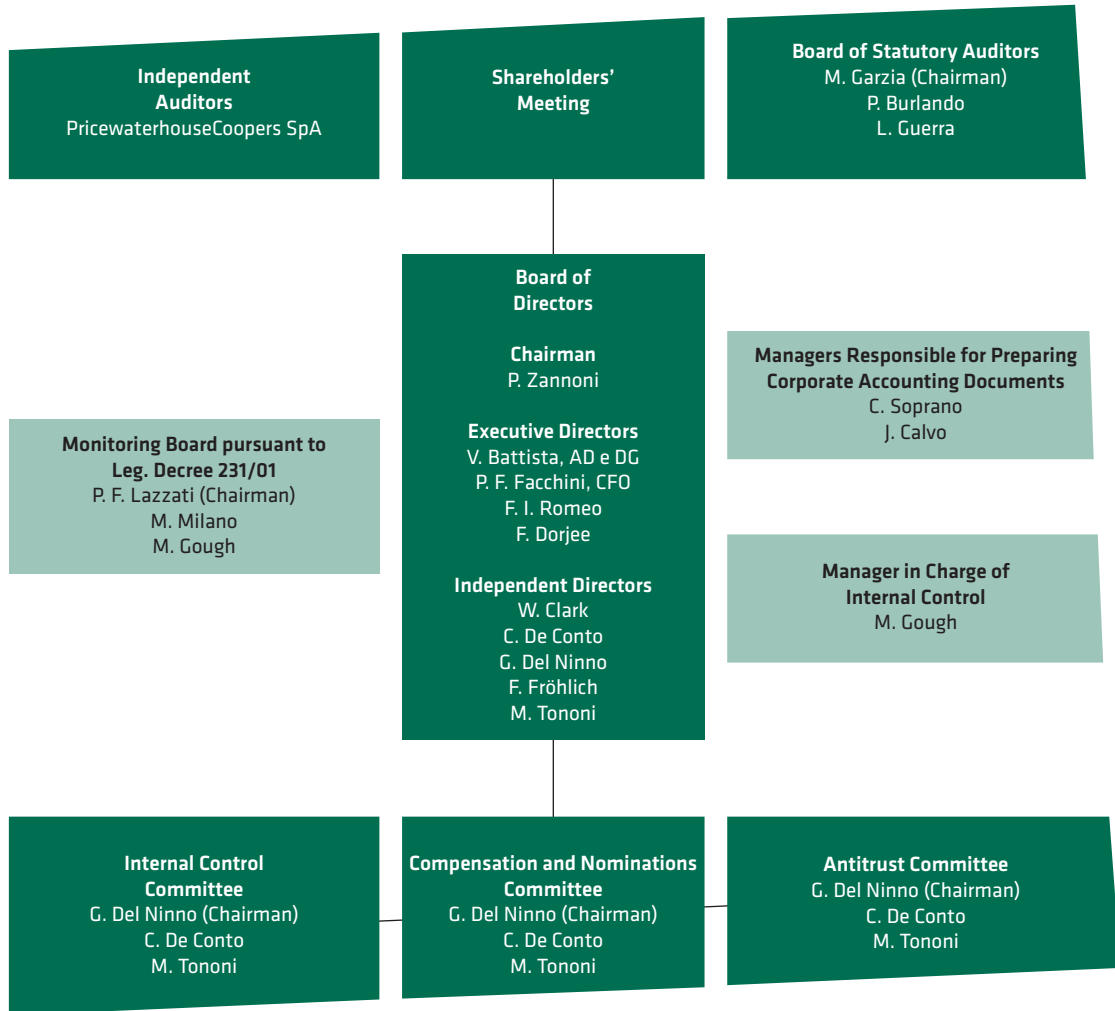 Independent
Auditors
PricewaterhouseCoopers SpA
Shareholders’
Meeting
Board of Statutory Auditors
M. Garzia (Chairman)
P. Burlando
L. Guerra
Board of
Directors
Chairman
P. Zannoni
Executive Directors
V. Battista, AD e DG
P. F. Facchini, CFO
F. I. Romeo
F. Dorjee
Independent Directors
W. Clark
C. De Conto
G. Del Ninno
F. Fröhlich
M. Tononi
Managers Responsible for Preparing
Corporate Accounting Documents
C. Soprano
J. Calvo
Monitoring Board pursuant to
Leg. Decree 231/01
P. F. Lazzati (Chairman)
M. Milano
M. Gough
Manager in Charge of
Internal Control
M. Gough
Internal Control
Committee
G. Del Ninno (Chairman)
C. De Conto
M. Tononi
Compensation and Nominations
Committee
G. Del Ninno (Chairman)
C. De Conto
M. Tononi
Antitrust Committee
G. Del Ninno (Chairman)
C. De Conto
M. Tononi